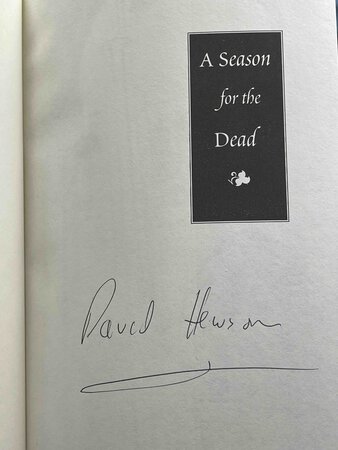 A Season
for the
Dead
David Hewson